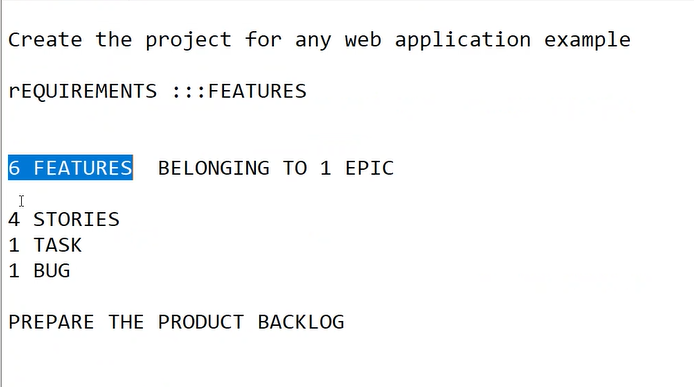 Create the project for any web application example
rEQUIREMENTS :::FEATURES
6 FEATURES  BELONGING TO 1 EPIC
4 STORIES
1 TASK
1 BUG
PREPARE THE PRODUCT BACKLOG